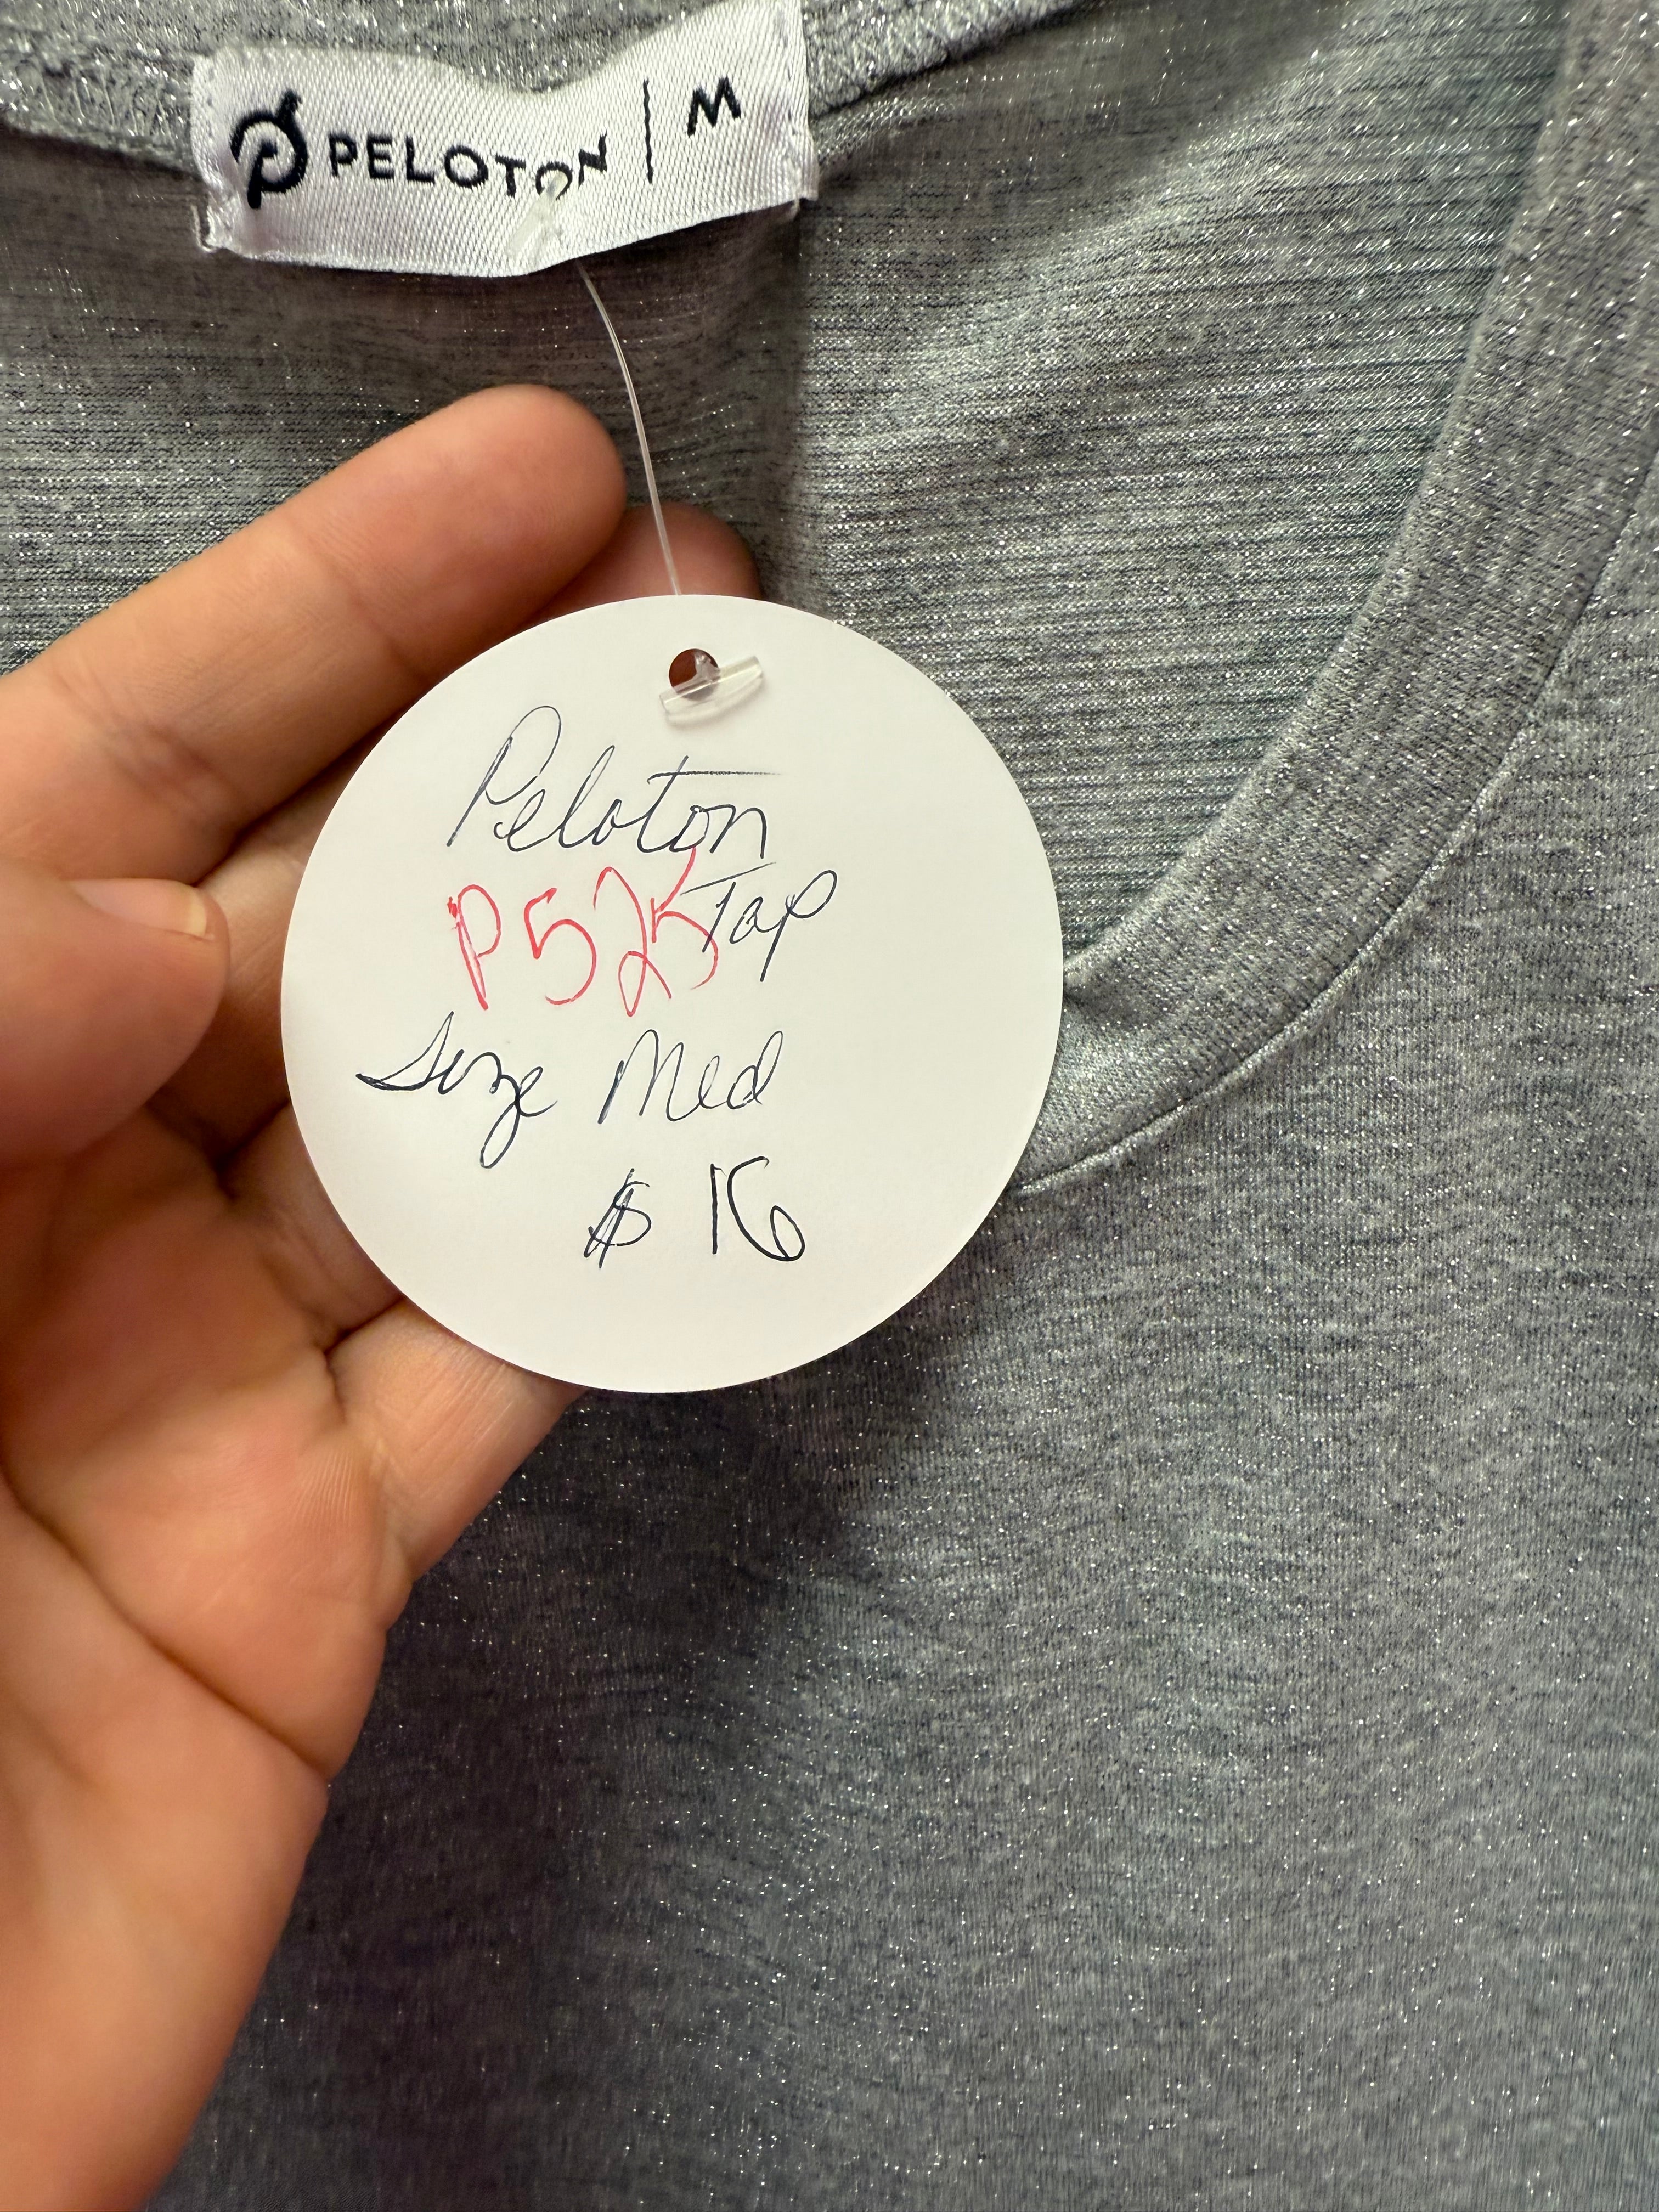 PELOTON | M
Peloton
P525 Top
Size Med
$ 16